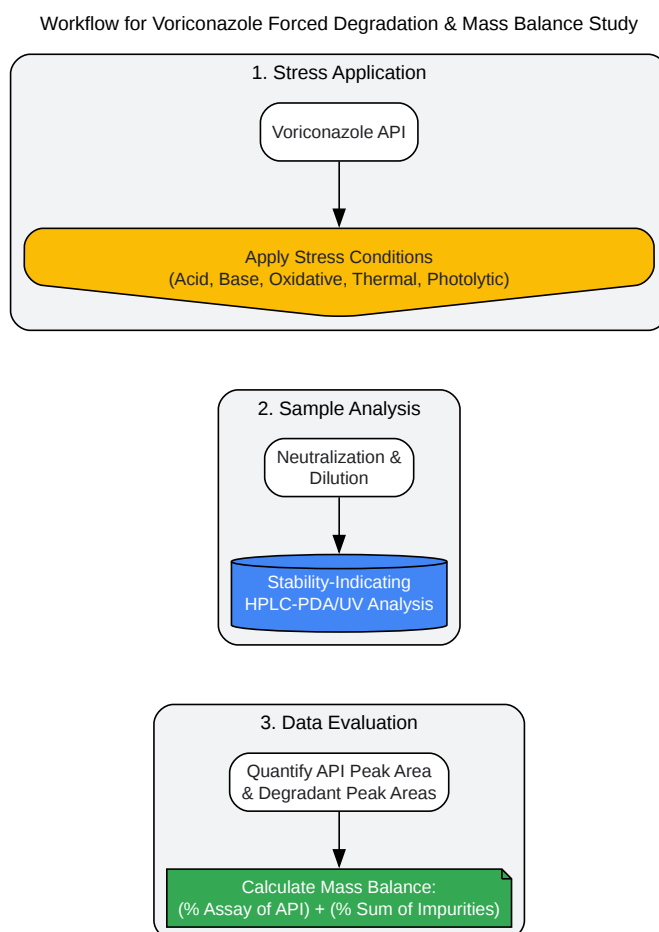 Workflow for Voriconazole Forced Degradation & Mass Balance Study
1. Stress Application
Voriconazole API
Apply Stress Conditions
(Acid, Base, Oxidative, Thermal, Photolytic)
2. Sample Analysis
Neutralization &
Dilution
Stability-Indicating
HPLC-PDA/UV Analysis
3. Data Evaluation
Quantify API Peak Area
& Degradant Peak Areas
Calculate Mass Balance:
(% Assay of API) + (% Sum of Impurities)